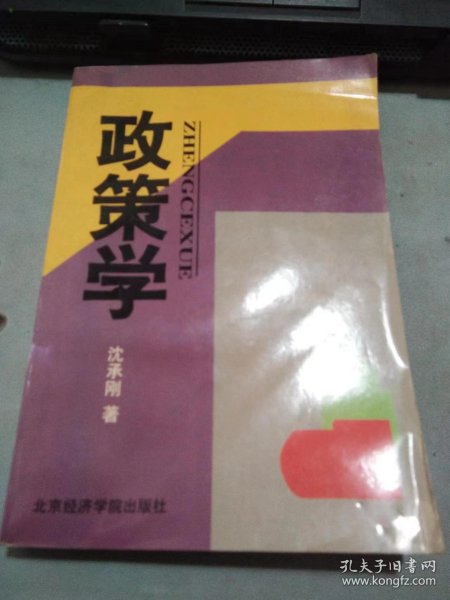 政策学
ZHENGCEXUE
沈承刚 著
北京经济学院出版社
孔夫子旧书网
www.kongfz.com